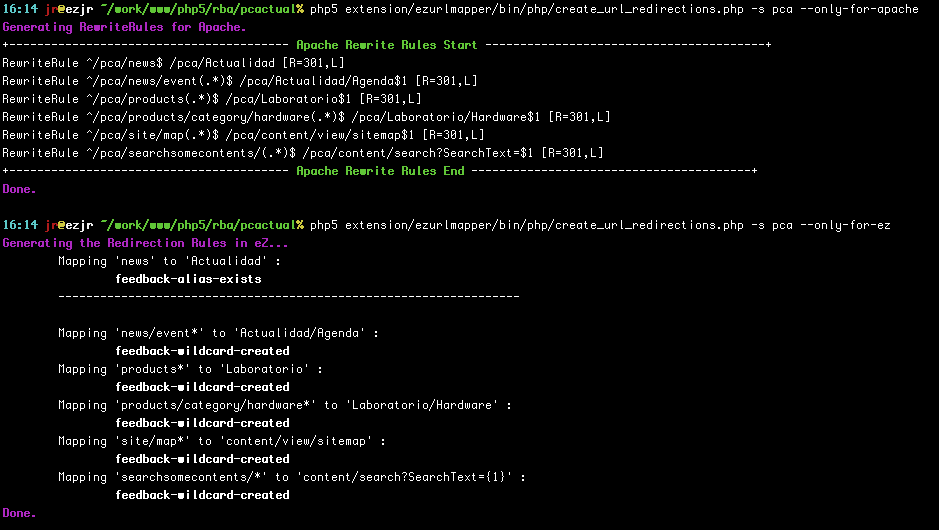 16:14 jr@ezjr ~/work/www/php5/rba/pcactual% php5 extension/ezurlmapper/bin/php/create_url_redirections.php -s pca --only-for-apache
Generating RewriteRules for Apache.
+---------------------------------------- Apache Rewrite Rules Start ----------------------------------------+
RewriteRule ^/pca/news$ /pca/Actualidad [R=301,L]
RewriteRule ^/pca/news/event(.*)$ /pca/Actualidad/Agenda$1 [R=301,L]
RewriteRule ^/pca/products(.*)$ /pca/Laboratorio$1 [R=301,L]
RewriteRule ^/pca/products/category/hardware(.*)$ /pca/Laboratorio/Hardware$1 [R=301,L]
RewriteRule ^/pca/site/map(.*)$ /pca/content/view/sitemap$1 [R=301,L]
RewriteRule ^/pca/searchsomecontents/(.*)$ /pca/content/search?SearchText=$1 [R=301,L]
+---------------------------------------- Apache Rewrite Rules End ----------------------------------------+
Done.
16:14 jr@ezjr ~/work/www/php5/rba/pcactual% php5 extension/ezurlmapper/bin/php/create_url_redirections.php -s pca --only-for-ez
Generating the Redirection Rules in eZ...
Mapping 'news' to 'Actualidad' :
feedback-alias-exists
------------------------------------------------------------------
Mapping 'news/event*' to 'Actualidad/Agenda' :
feedback-wildcard-created
Mapping 'products*' to 'Laboratorio' :
feedback-wildcard-created
Mapping 'products/category/hardware*' to 'Laboratorio/Hardware' :
feedback-wildcard-created
Mapping 'site/map*' to 'content/view/sitemap' :
feedback-wildcard-created
Mapping 'searchsomecontents/*' to 'content/search?SearchText={1}' :
feedback-wildcard-created
Done.